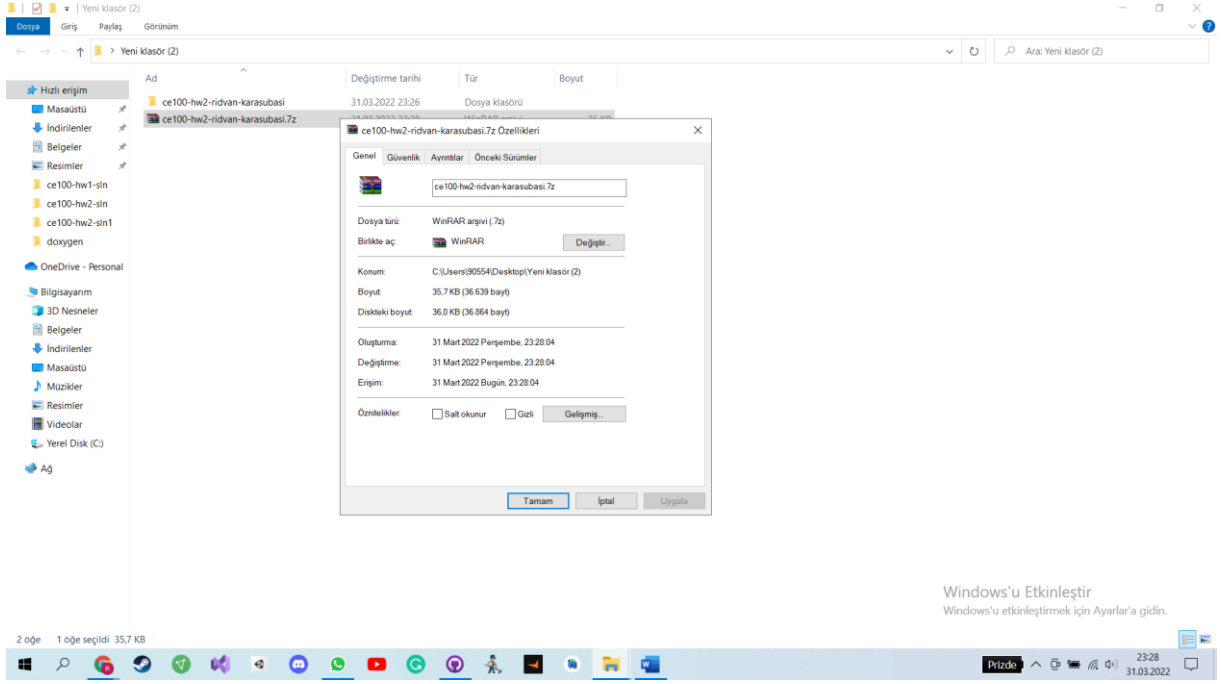 Yeni klasör (2)
Dosya Giriş Paylaş Görünüm
Yeni klasör (2)
Ara: Yeni klasör (2)
Ad Değiştirme tarihi Tür Boyut
ce100-hw2-ridvan-karasubasi 31.03.2022 23:26 Dosya klasörü
ce100-hw2-ridvan-karasubasi.7z
Hızlı erişim
Masaüstü
İndirilenler
Belgeler
Resimler
ce100-hw1-sln
ce100-hw2-sln
ce100-hw2-sln1
doxygen
OneDrive - Personal
Bilgisayarım
3D Nesneler
Belgeler
İndirilenler
Masaüstü
Müzikler
Resimler
Videolar
Yerel Disk (C:)
Ağ
ce100-hw2-ridvan-karasubasi.7z Özellikleri
Genel Güvenlik Ayrıntılar Önceki Sürümler
ce100-hw2-ridvan-karasubasi.7z
Dosya türü: WinRAR arşivi (.7z)
Birlikte aç: WinRAR Değiştir...
Konum: C:\Users\90554\Desktop\Yeni klasör (2)
Boyut: 35,7 KB (36.639 bayt)
Diskteki boyut: 36,0 KB (36.864 bayt)
Oluşturma: 31 Mart 2022 Perşembe, 23:28:04
Değiştirme: 31 Mart 2022 Perşembe, 23:28:04
Erişim: 31 Mart 2022 Bugün, 23:28:04
Öznitelikler: Salt okunur Gizli Gelişmiş...
Tamam İptal Uygula
Windows'u Etkinleştir
Windows'u etkinleştirmek için Ayarlar'a gidin.
2 öğe 1 öğe seçildi 35,7 KB
Prizde
23:28
31.03.2022